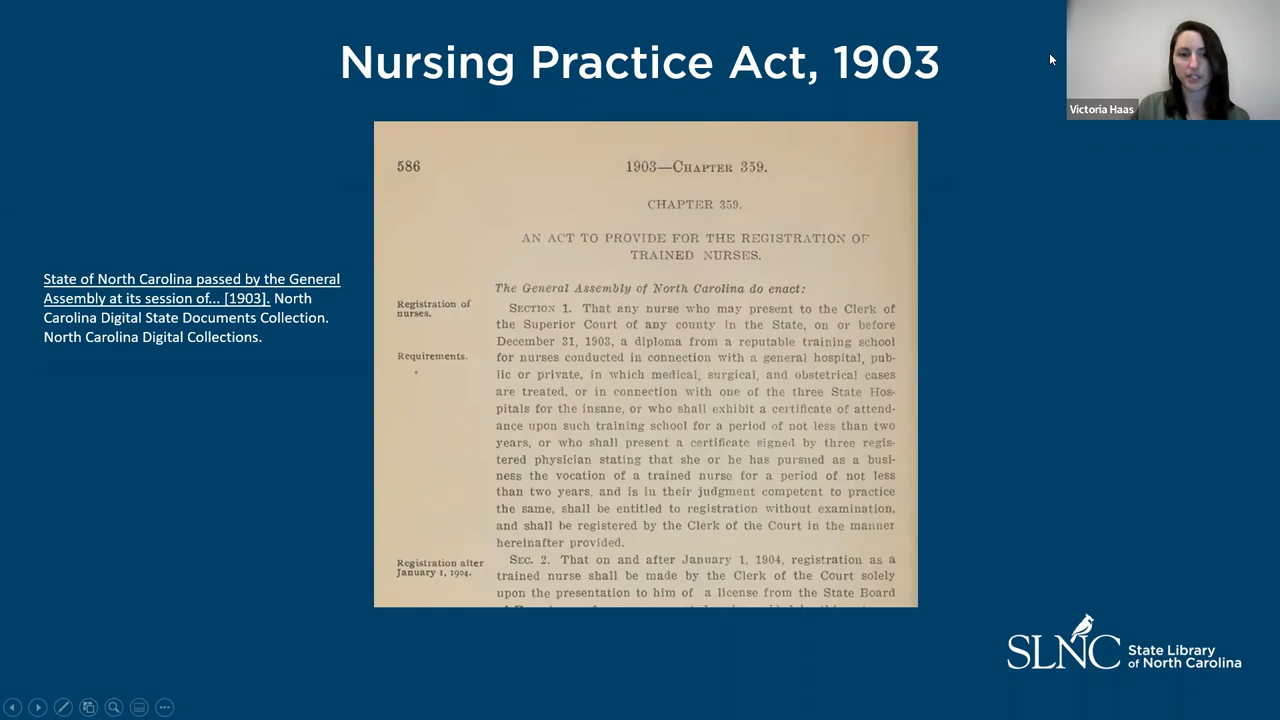 Nursing Practice Act, 1903
Victoria Haas
State of North Carolina passed by the General
Assembly at its session of... [1903]. North
Carolina Digital State Documents Collection.
North Carolina Digital Collections.
586
1903—Chapter 359.
CHAPTER 359.
AN ACT TO PROVIDE FOR THE REGISTRATION OF
TRAINED NURSES.
The General Assembly of North Carolina do enact:
Registration of
nurses.
Section 1. That any nurse who may present to the Clerk of
the Superior Court of any county in the State, on or before
December 31, 1903, a diploma from a reputable training school
Requirements.
for nurses conducted in connection with a general hospital, pub-
lic or private, in which medical, surgical, and obstetrical cases
are treated, or in connection with one of the three State Hos-
pitals for the insane, or who shall exhibit a certificate of attend-
ance upon such training school for a period of not less than two
years, or who shall present a certificate signed by three regis-
tered physician stating that she or he has pursued as a busi-
ness the vocation of a trained nurse for a period of not less
than two years, and is in their judgment competent to practice
the same, shall be entitled to registration without examination,
and shall be registered by the Clerk of the Court in the manner
hereinafter provided.
Registration after
January 1, 1904.
Sec. 2. That on and after January 1, 1904, registration as a
trained nurse shall be made by the Clerk of the Court solely
upon the presentation to him of a license from the State Board
SLNC State Library
of North Carolina